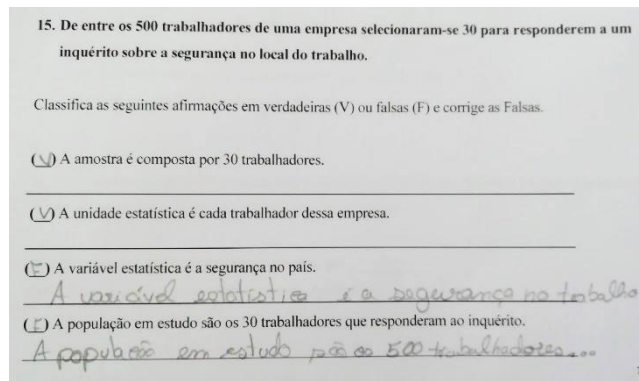 15. De entre os 500 trabalhadores de uma empresa selecionaram-se 30 para responderem a um
inquérito sobre a segurança no local do trabalho.
Classifica as seguintes afirmações em verdadeiras (V) ou falsas (F) e corrige as Falsas.
(V) A amostra é composta por 30 trabalhadores.
(V) A unidade estatística é cada trabalhador dessa empresa.
(F) A variável estatística é a segurança no país.
A variável estatistica é a segurança no trabalho
(F) A população em estudo são os 30 trabalhadores que responderam ao inquérito.
A população em estudo são os 500 trabalhadores...